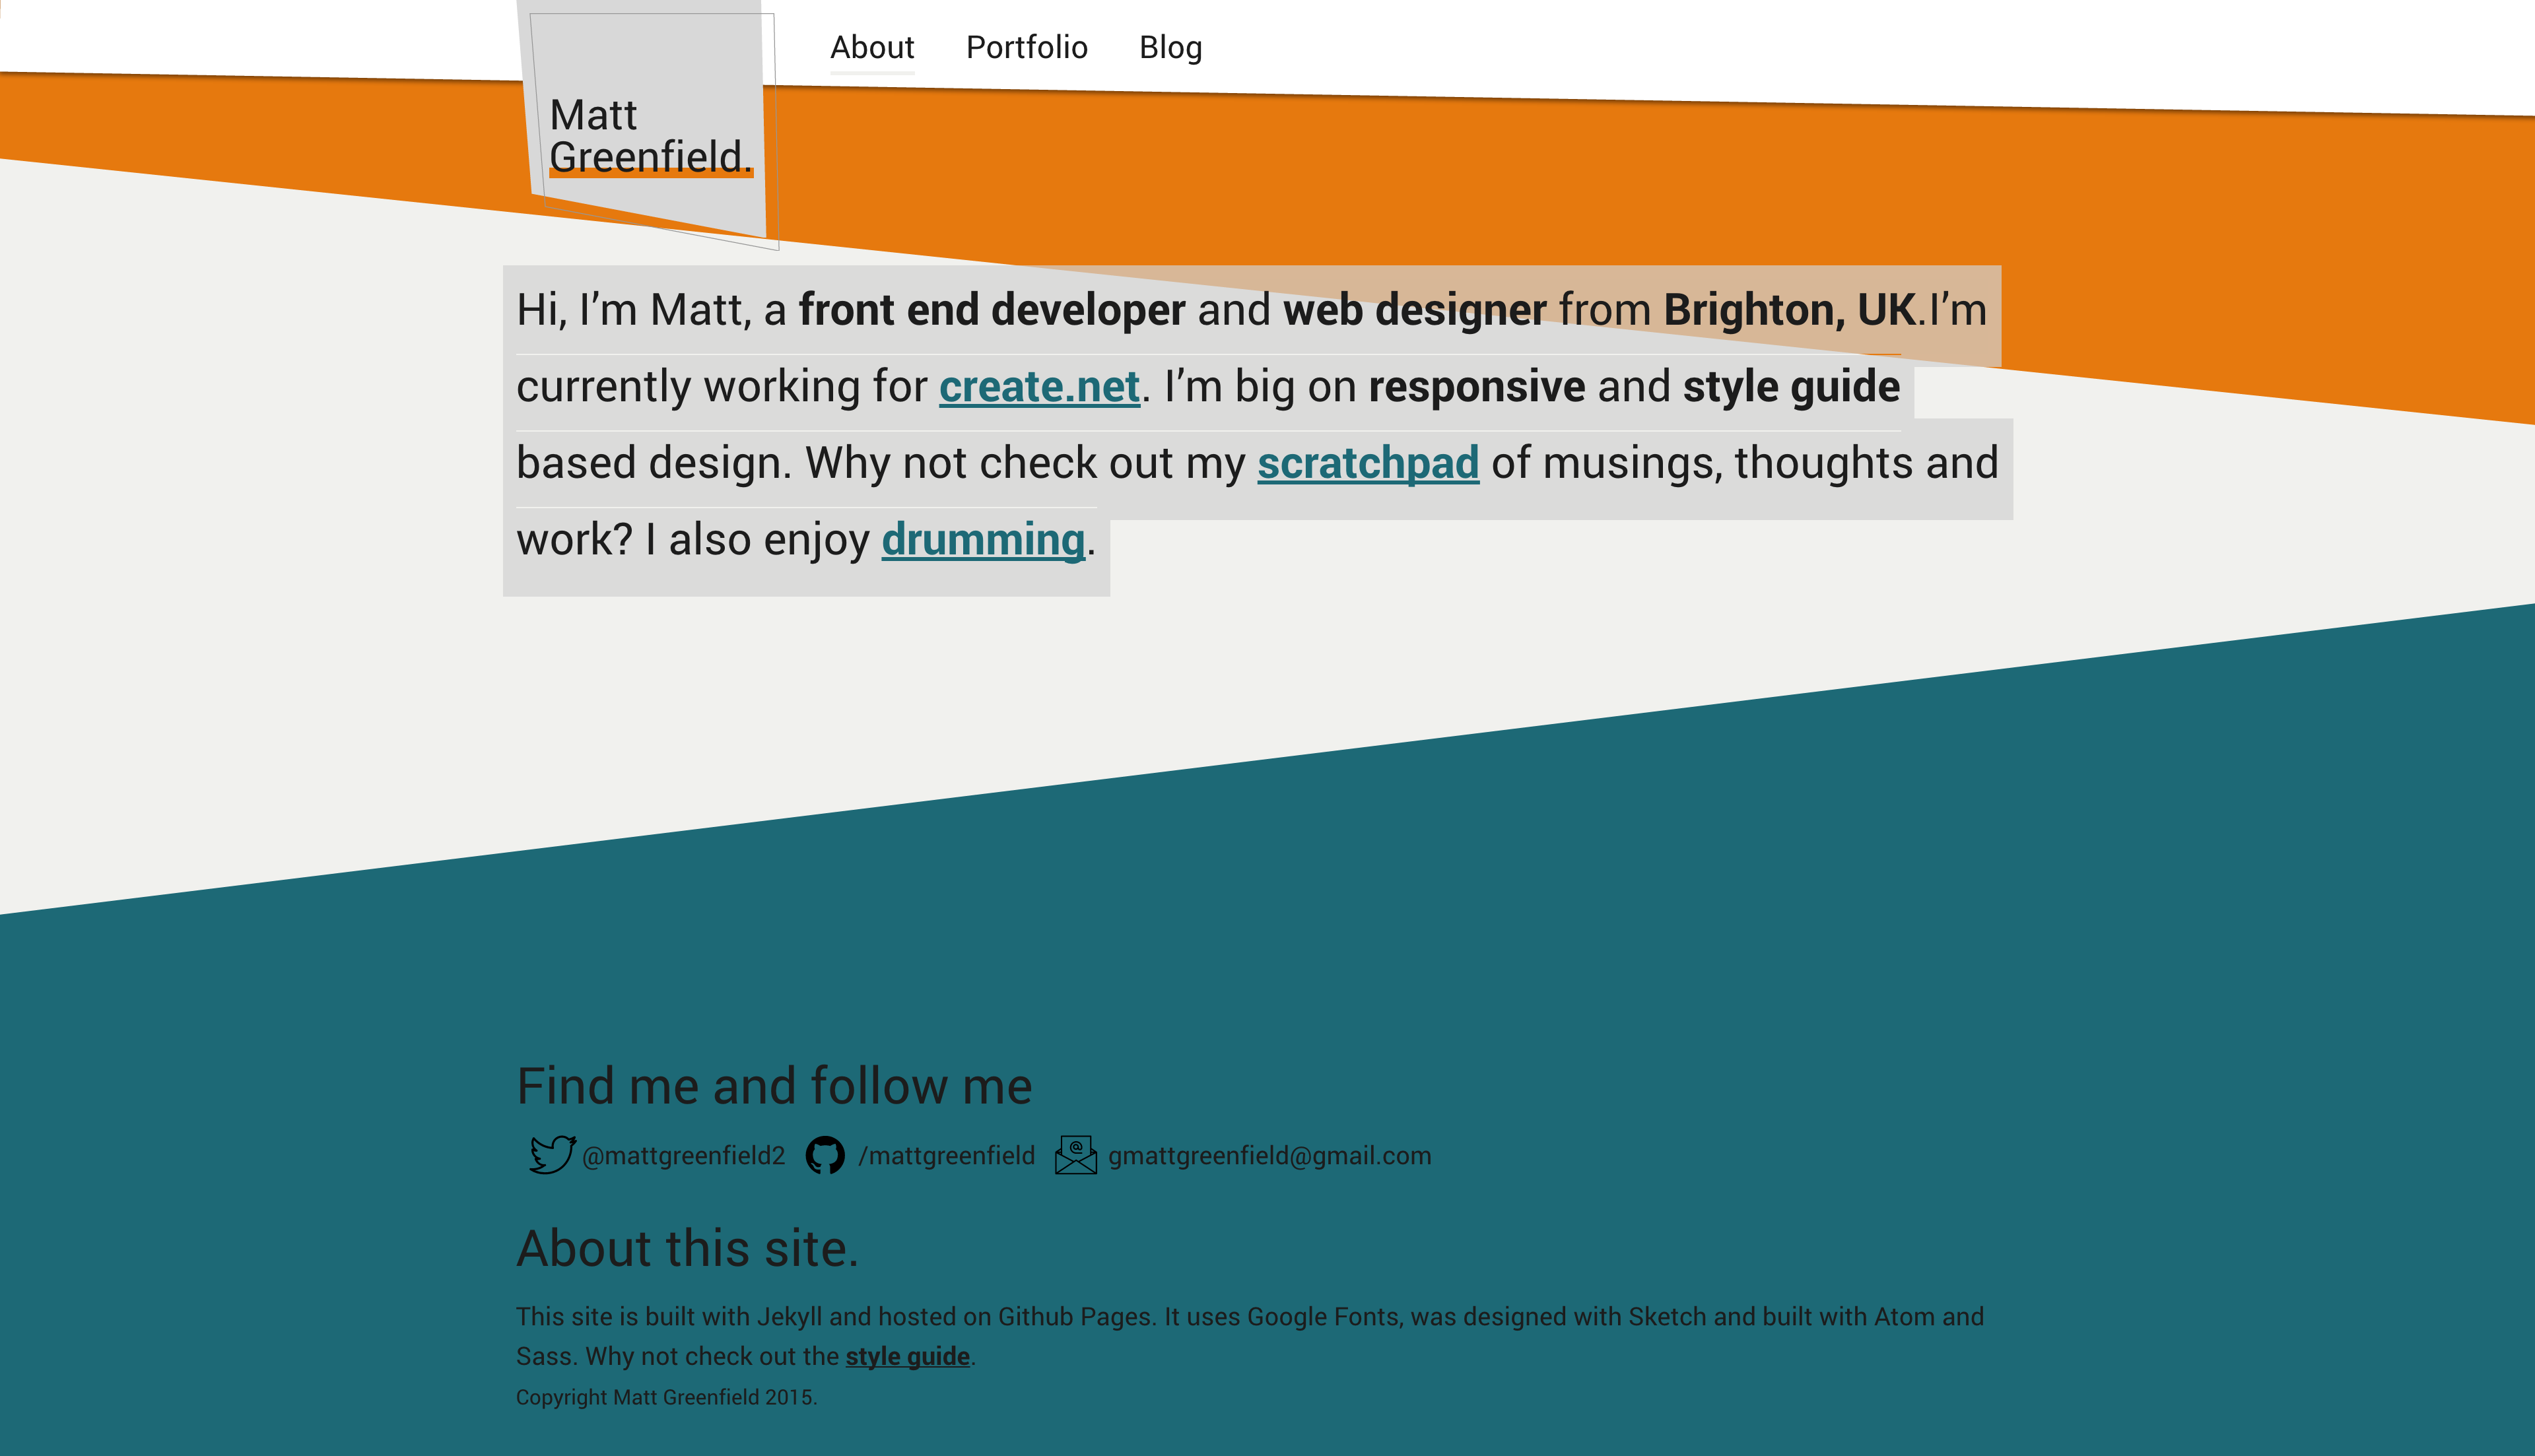 About Portfolio Blog
Matt
Greenfield.
Hi, I’m Matt, a front end developer and web designer from Brighton, UK.I’m
currently working for create.net. I’m big on responsive and style guide
based design. Why not check out my scratchpad of musings, thoughts and
work? I also enjoy drumming.
Find me and follow me
@mattgreenfield2 /mattgreenfield gmattgreenfield@gmail.com
About this site.
This site is built with Jekyll and hosted on Github Pages. It uses Google Fonts, was designed with Sketch and built with Atom and
Sass. Why not check out the style guide.
Copyright Matt Greenfield 2015.